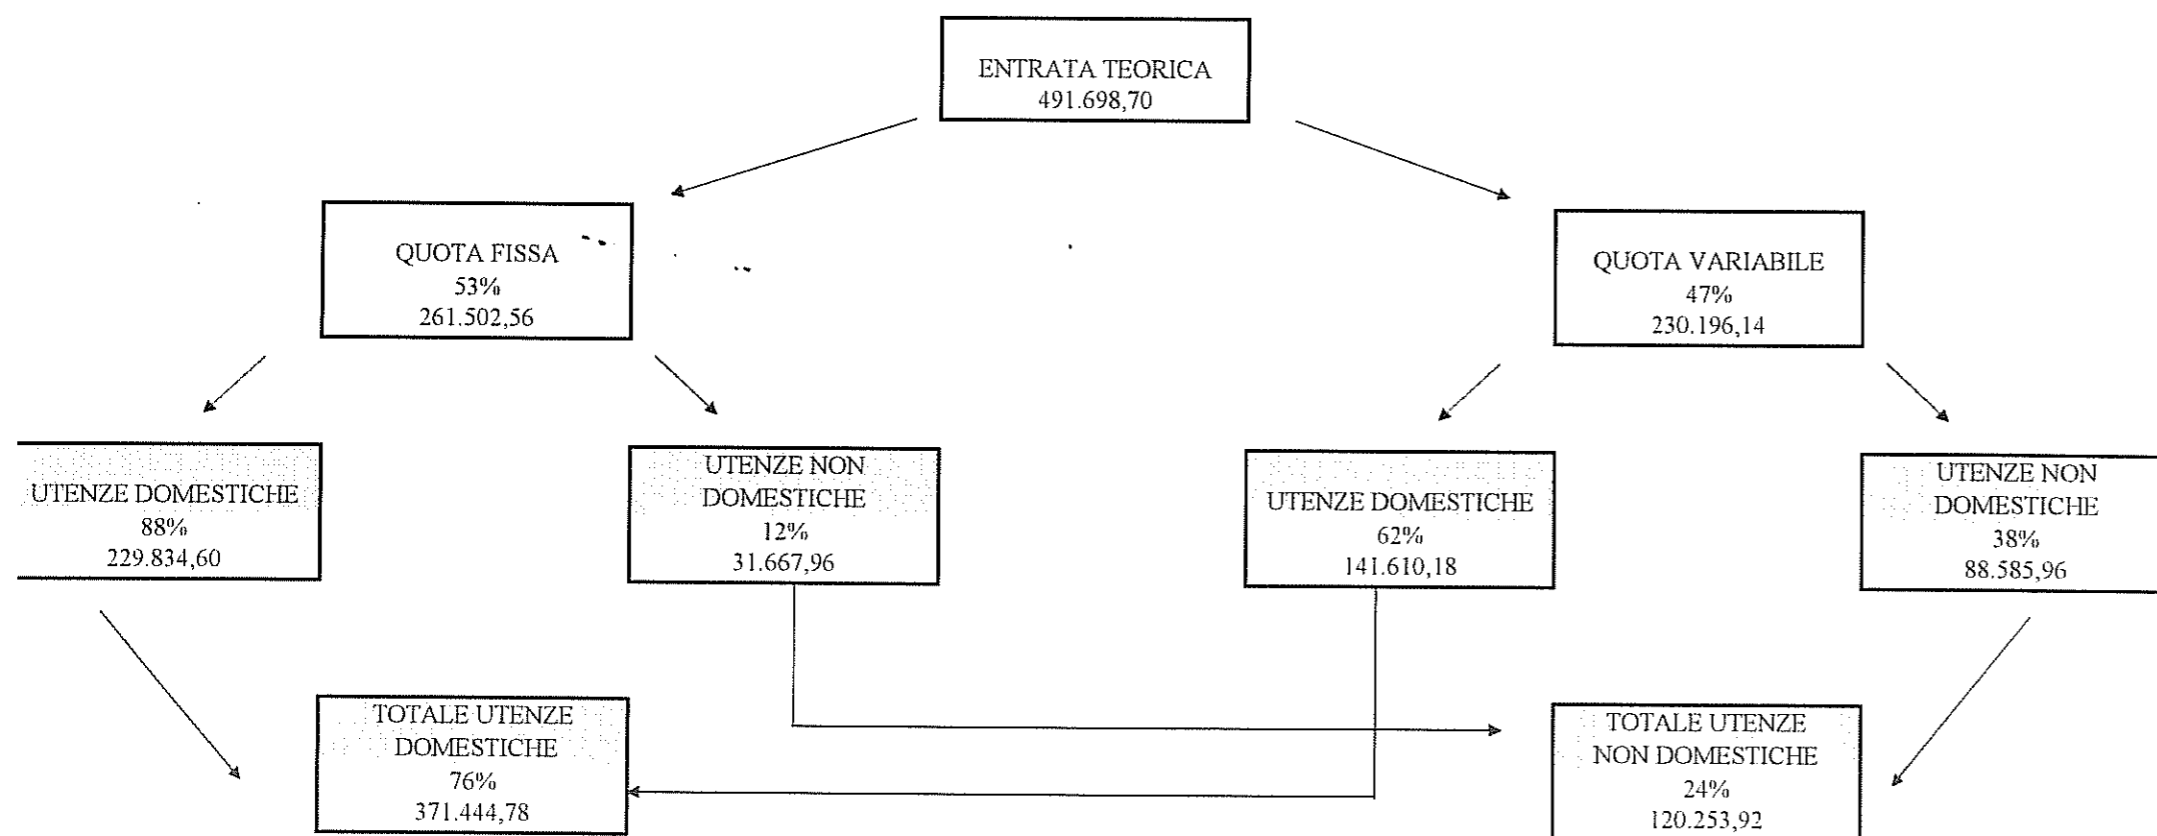 ENTRATA TEORICA
491.698,70
QUOTA FISSA
53%
261.502,56
QUOTA VARIABILE
47%
230.196,14
UTENZE DOMESTICHE
88%
229.834,60
UTENZE NON
DOMESTICHE
12%
31.667,96
UTENZE DOMESTICHE
62%
141.610,18
UTENZE NON
DOMESTICHE
38%
88.585,96
TOTALE UTENZE
DOMESTICHE
76%
371.444,78
TOTALE UTENZE
NON DOMESTICHE
24%
120.253,92